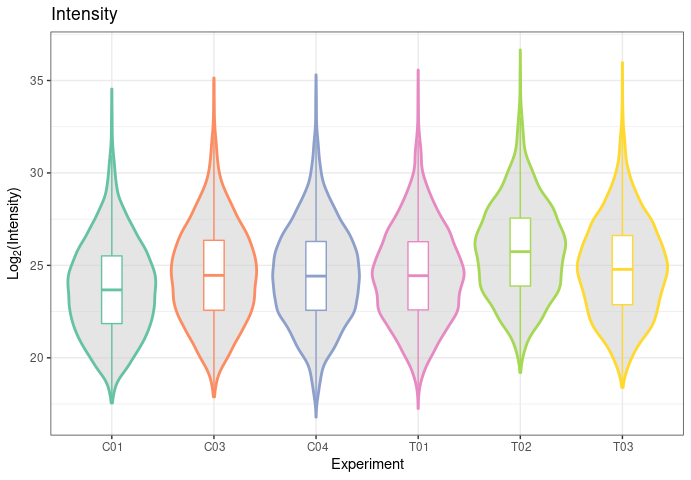 Intensity
Log₂(Intensity)
35
30
25
20
C01 C03 C04 T01 T02 T03
Experiment